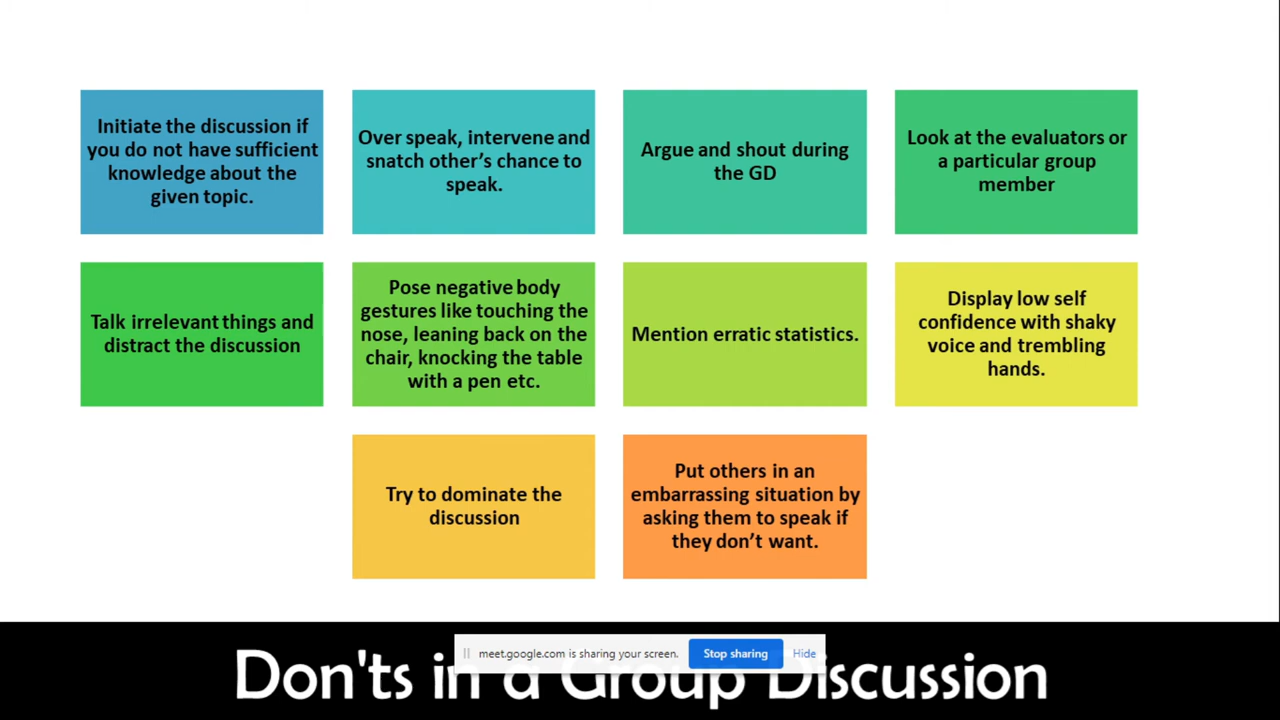 Initiate the discussion if
you do not have sufficient
knowledge about the
given topic.
Over speak, intervene and
snatch other's chance to
speak.
Argue and shout during
the GD
Look at the evaluators or
a particular group
member
Talk irrelevant things and
distract the discussion
Pose negative body
gestures like touching the
nose, leaning back on the
chair, knocking the table
with a pen etc.
Mention erratic statistics.
Display low self
confidence with shaky
voice and trembling
hands.
Try to dominate the
discussion
Put others in an
embarrassing situation by
asking them to speak if
they don't want.
meet.google.com is sharing your screen. Stop sharing Hide
Don'ts in a Group Discussion